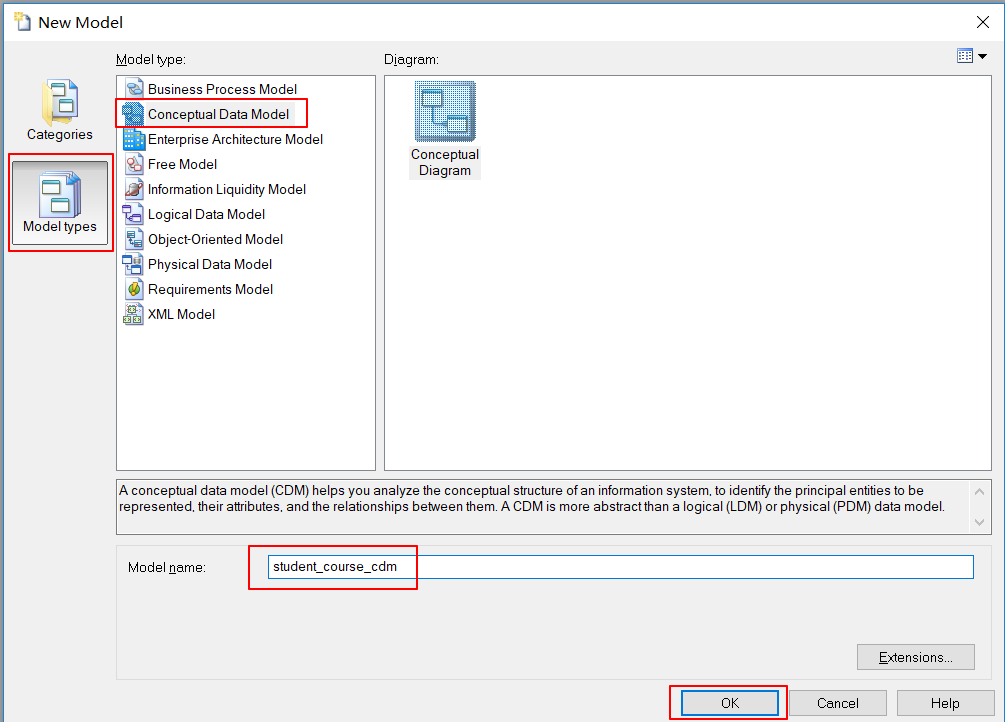 New Model
Model type:
Diagram:
Categories
Model types
Business Process Model
Conceptual Data Model
Enterprise Architecture Model
Free Model
Information Liquidity Model
Logical Data Model
Object-Oriented Model
Physical Data Model
Requirements Model
XML Model
Conceptual
Diagram
A conceptual data model (CDM) helps you analyze the conceptual structure of an information system, to identify the principal entities to be
represented, their attributes, and the relationships between them. A CDM is more abstract than a logical (LDM) or physical (PDM) data model.
Model name:
student_course_cdm
Extensions...
OK
Cancel
Help